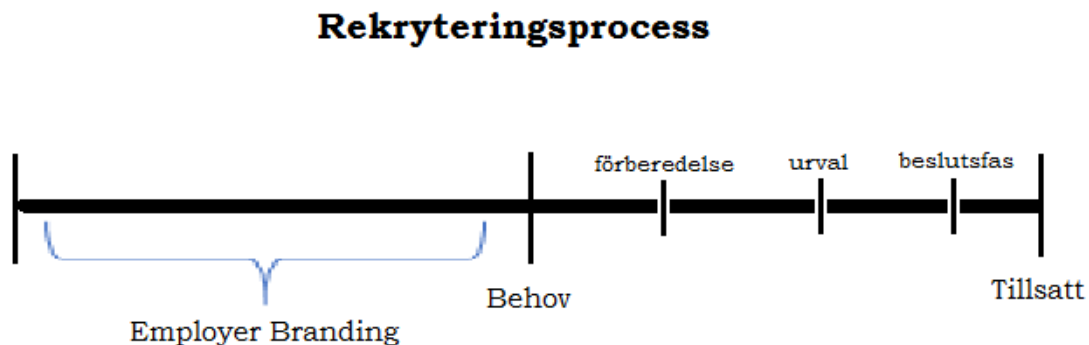 Rekryteringsprocess
förberedelse
urval
beslutsfas
Behov
Tillsatt
Employer Branding